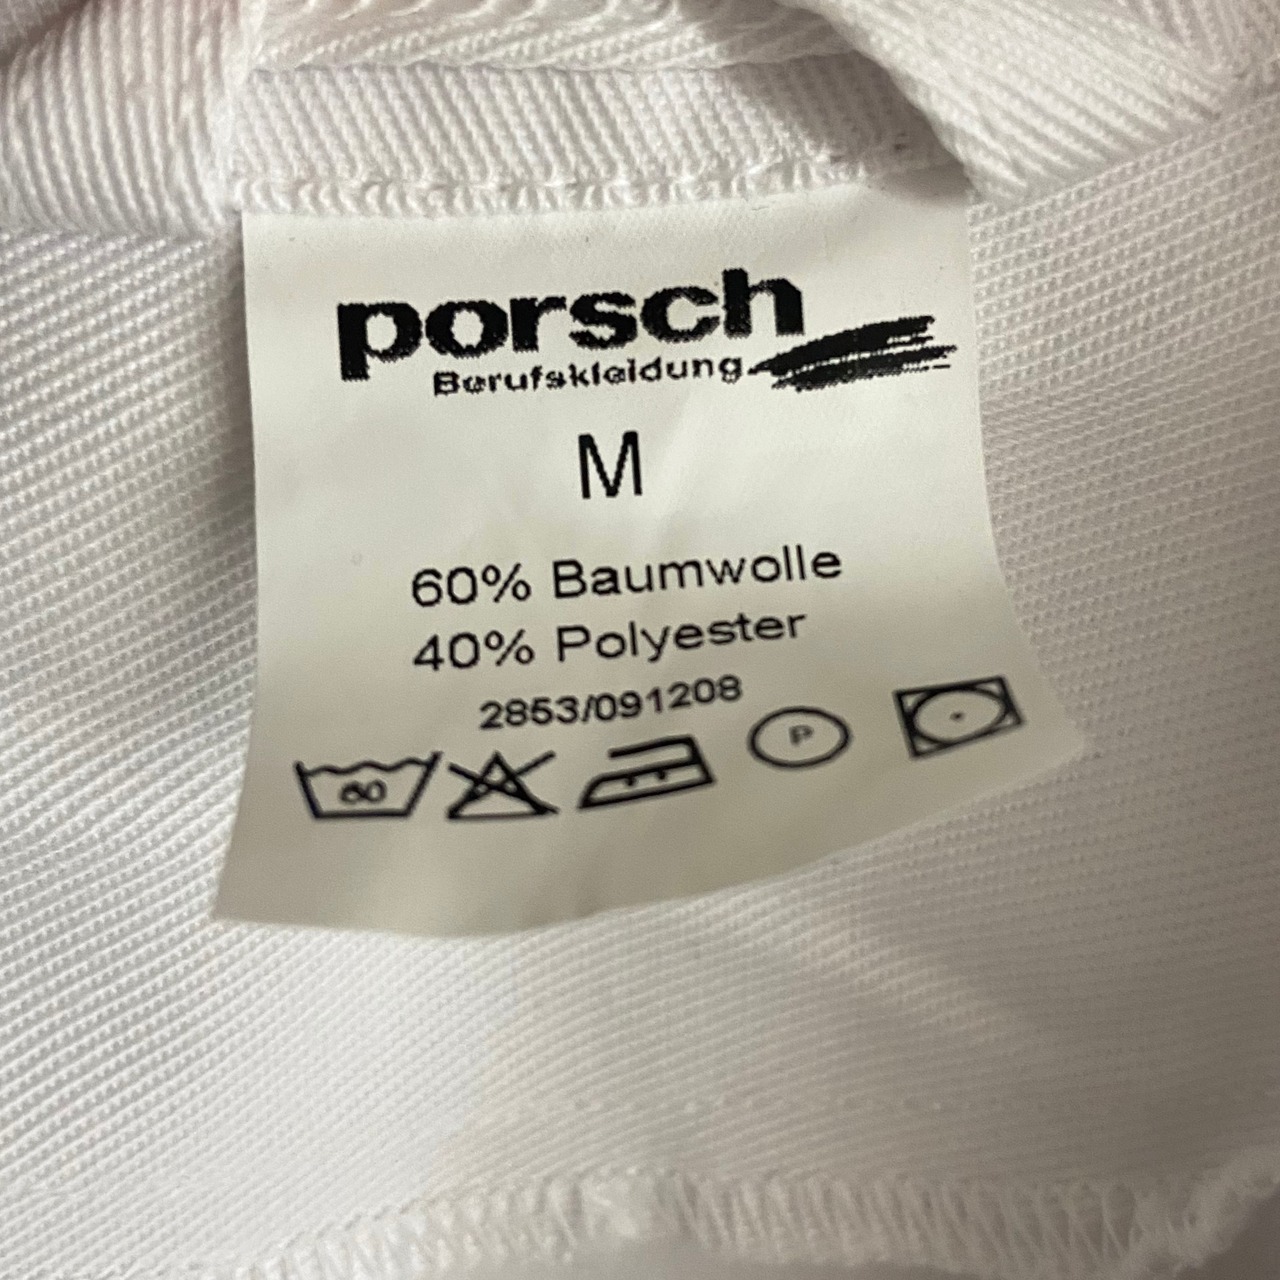 porsch
Berufskleidung
M
60% Baumwolle
40% Polyester
2853/091208
60
P